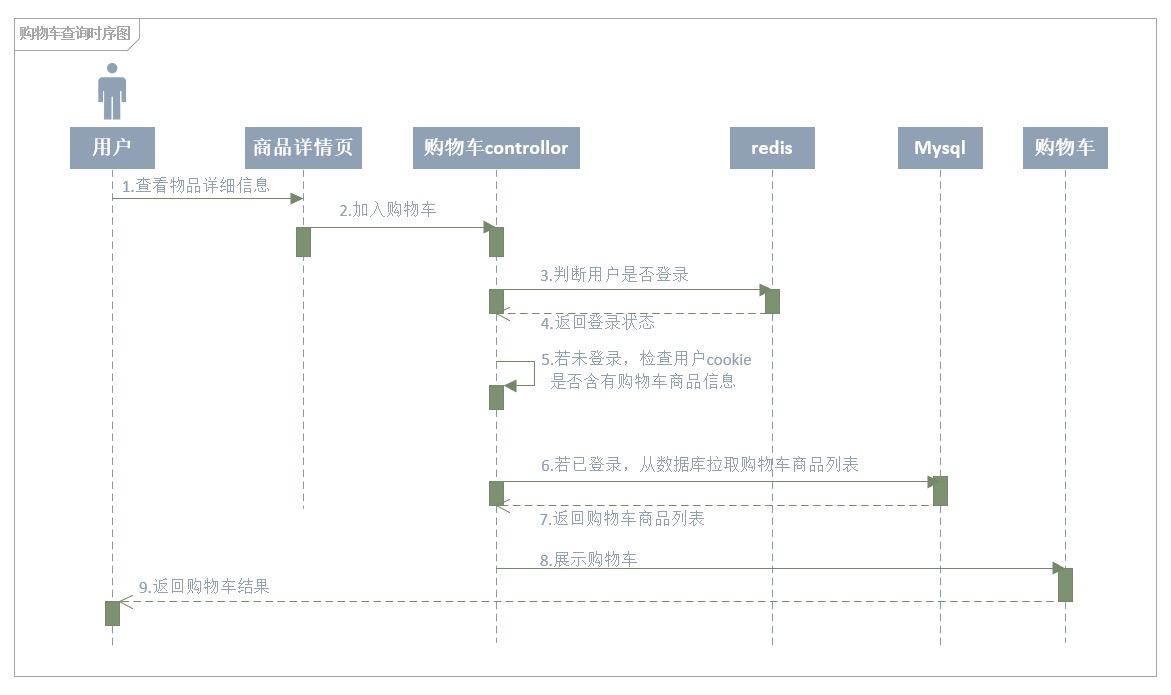 购物车查询时序图
用户
商品详情页
购物车controllor
redis
Mysql
购物车
1.查看物品详细信息
2.加入购物车
3.判断用户是否登录
4.返回登录状态
5.若未登录，检查用户cookie
是否含有购物车商品信息
6.若已登录，从数据库拉取购物车商品列表
7.返回购物车商品列表
8.展示购物车
9.返回购物车结果